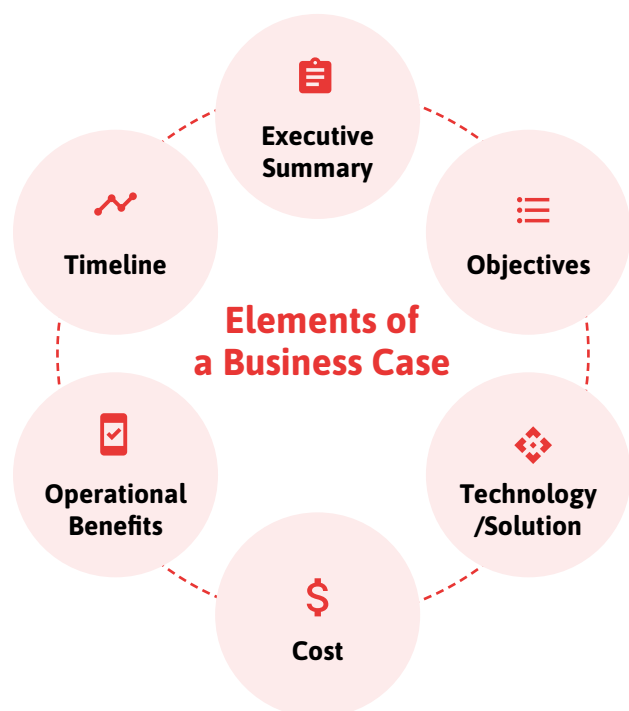 Executive
Summary
Timeline
Objectives
Elements of
a Business Case
Operational
Benefits
Technology
/Solution
$
Cost